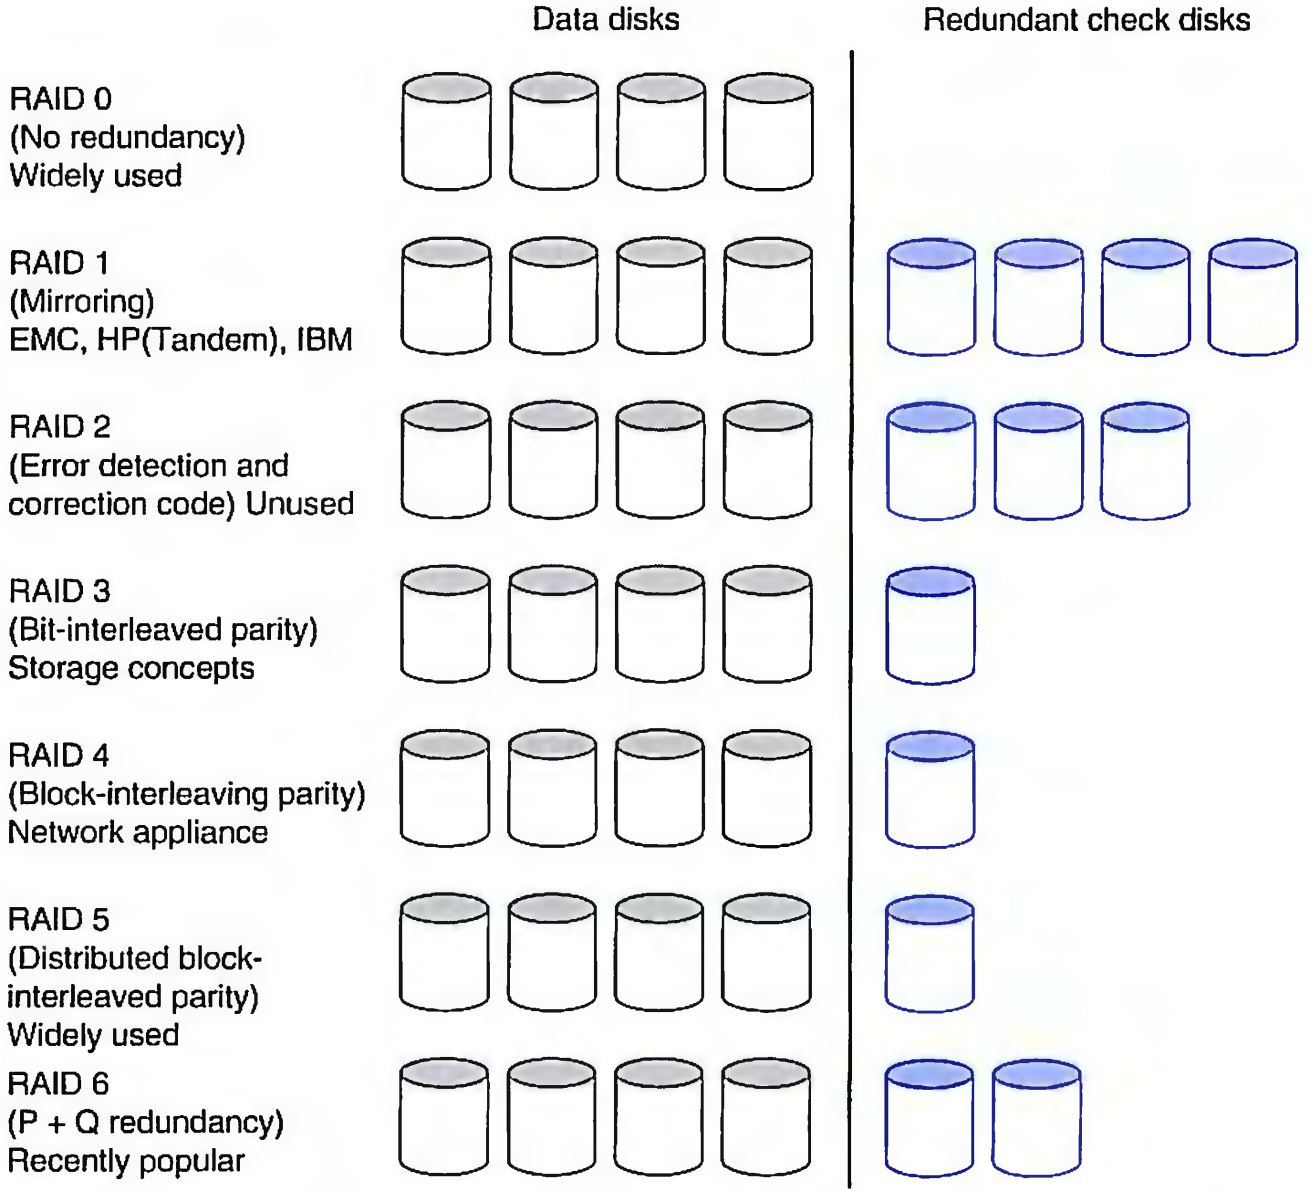 Data disks
Redundant check disks
RAID 0
(No redundancy)
Widely used
RAID 1
(Mirroring)
EMC, HP(Tandem), IBM
RAID 2
(Error detection and
correction code) Unused
RAID 3
(Bit-interleaved parity)
Storage concepts
RAID 4
(Block-interleaving parity)
Network appliance
RAID 5
(Distributed block-
interleaved parity)
Widely used
RAID 6
(P + Q redundancy)
Recently popular